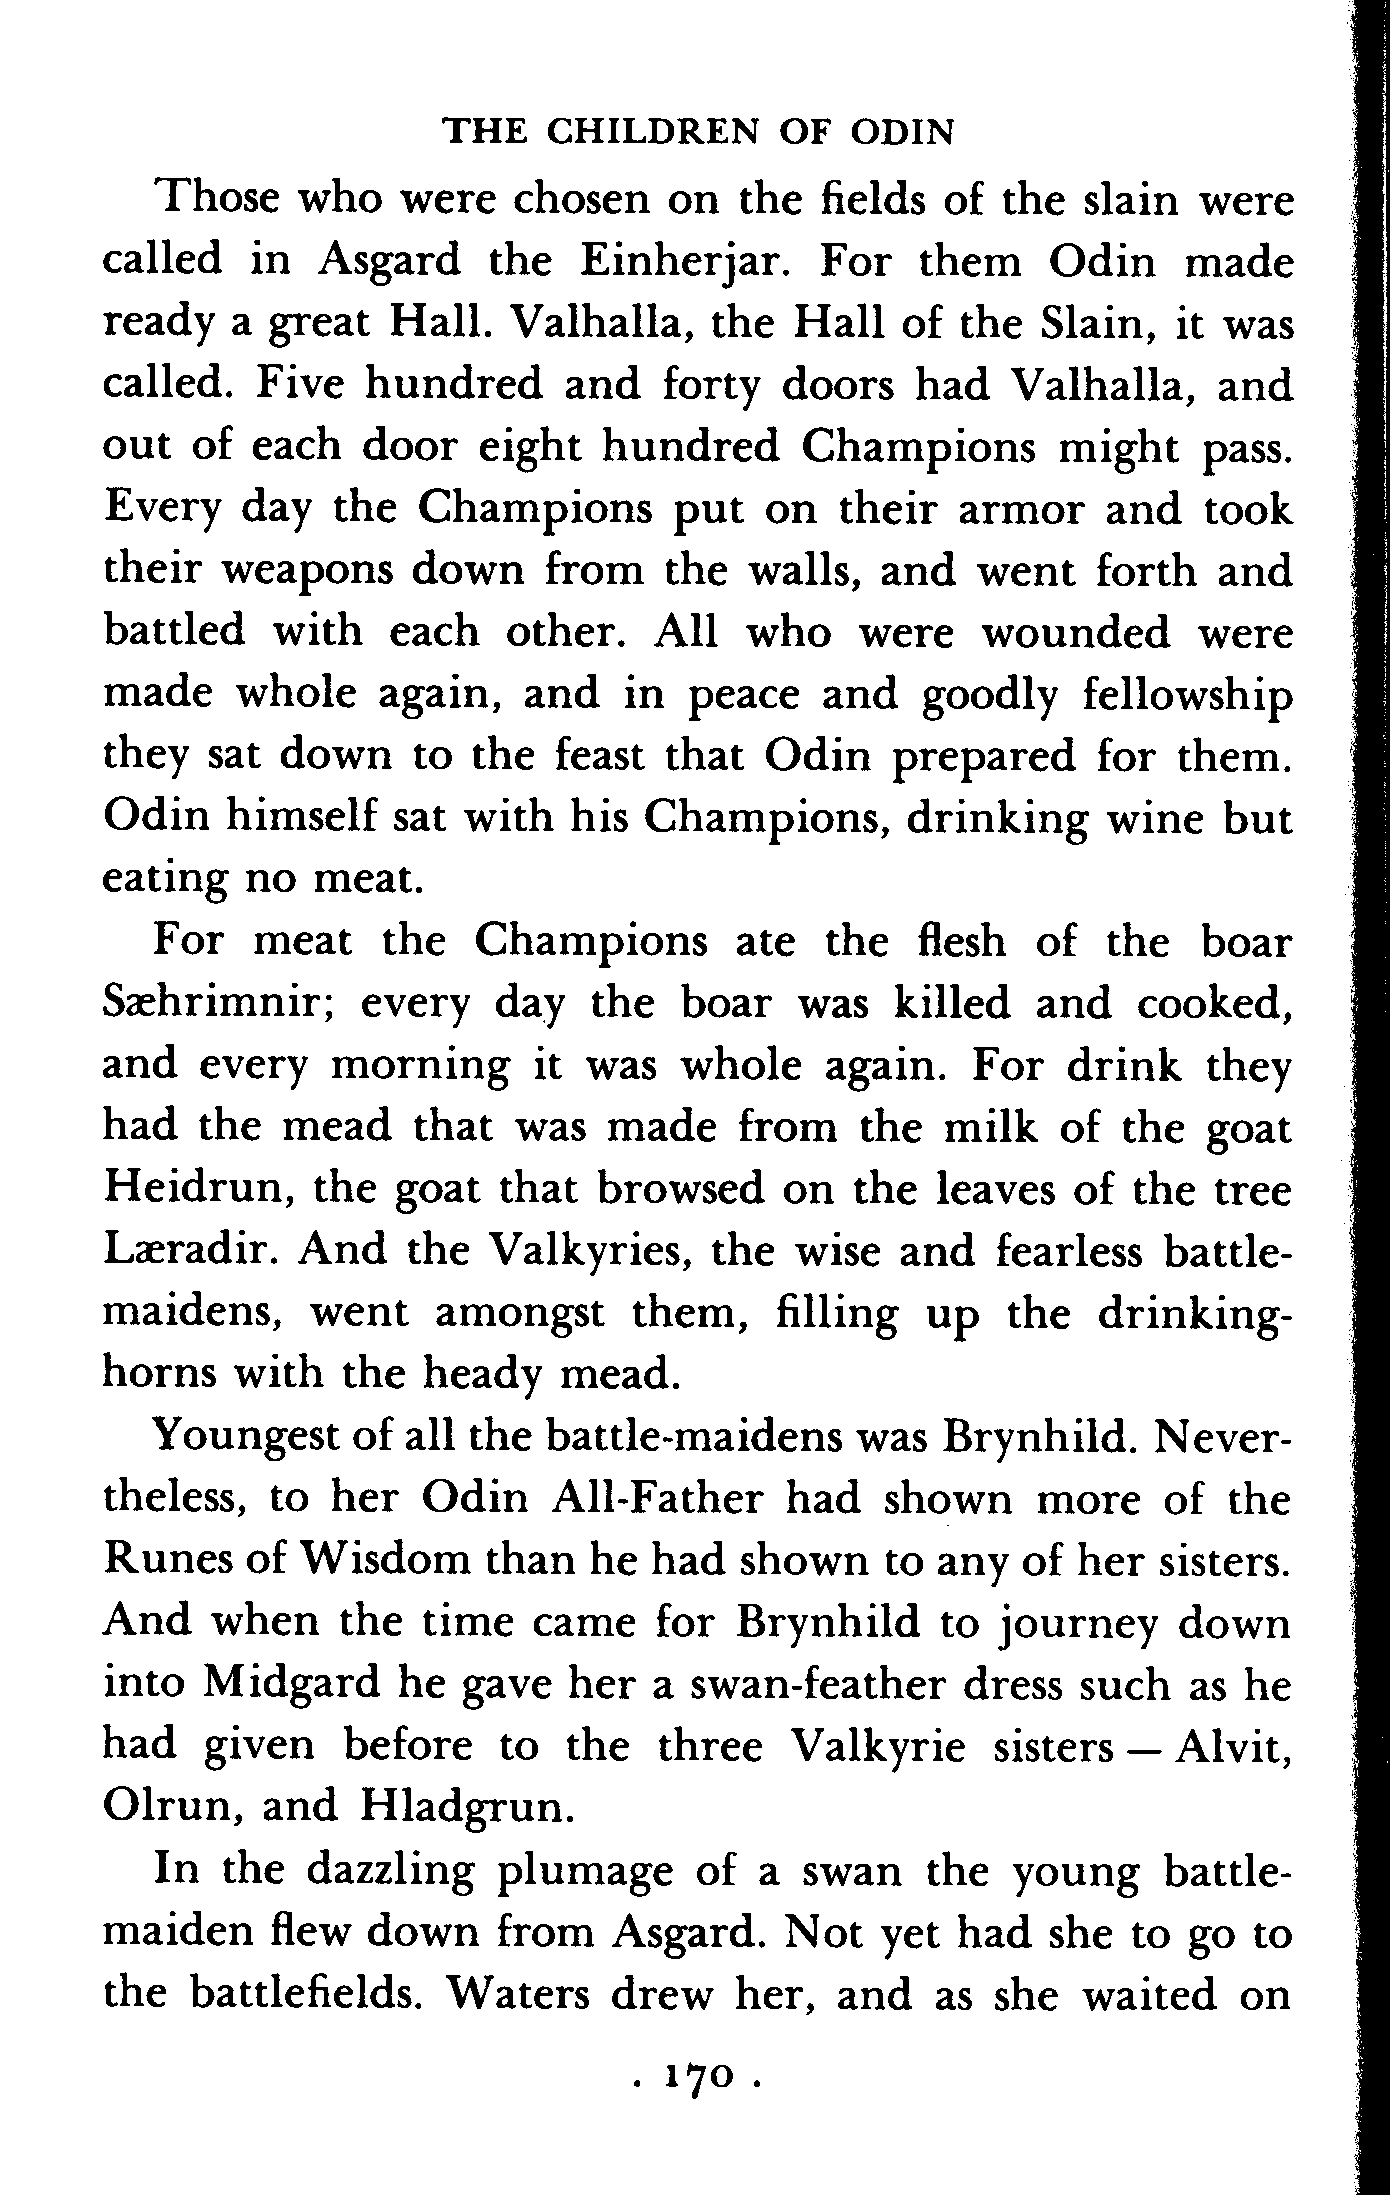 THE CHILDREN OF ODIN
Those who were chosen on the fields of the slain were
called in Asgard the Einherjar. For them Odin made
ready a great Hall. Valhalla, the Hall of the Slain, it was
called. Five hundred and forty doors had Valhalla, and
out of each door eight hundred Champions might pass.
Every day the Champions put on their armor and took
their weapons down from the walls, and went forth and
battled with each other. All who were wounded were
made whole again, and in peace and goodly fellowship
they sat down to the feast that Odin prepared for them.
Odin himself sat with his Champions, drinking wine but
eating no meat.
For meat the Champions ate the flesh of the boar
Sæhrimnir; every day the boar was killed and cooked,
and every morning it was whole again. For drink they
had the mead that was made from the milk of the goat
Heidrun, the goat that browsed on the leaves of the tree
Læradir. And the Valkyries, the wise and fearless battle-
maidens, went amongst them, filling up the drinking-
horns with the heady mead.
Youngest of all the battle-maidens was Brynhild. Never-
theless, to her Odin All-Father had shown more of the
Runes of Wisdom than he had shown to any of her sisters.
And when the time came for Brynhild to journey down
into Midgard he gave her a swan-feather dress such as he
had given before to the three Valkyrie sisters — Alvit,
Olrun, and Hladgrun.
In the dazzling plumage of a swan the young battle-
maiden flew down from Asgard. Not yet had she to go to
the battlefields. Waters drew her, and as she waited on
. 170 .